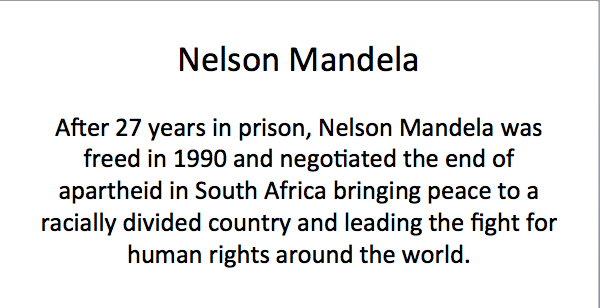 Nelson Mandela
After 27 years in prison, Nelson Mandela was
freed in 1990 and negotiated the end of
apartheid in South Africa bringing peace to a
racially divided country and leading the fight for
human rights around the world.